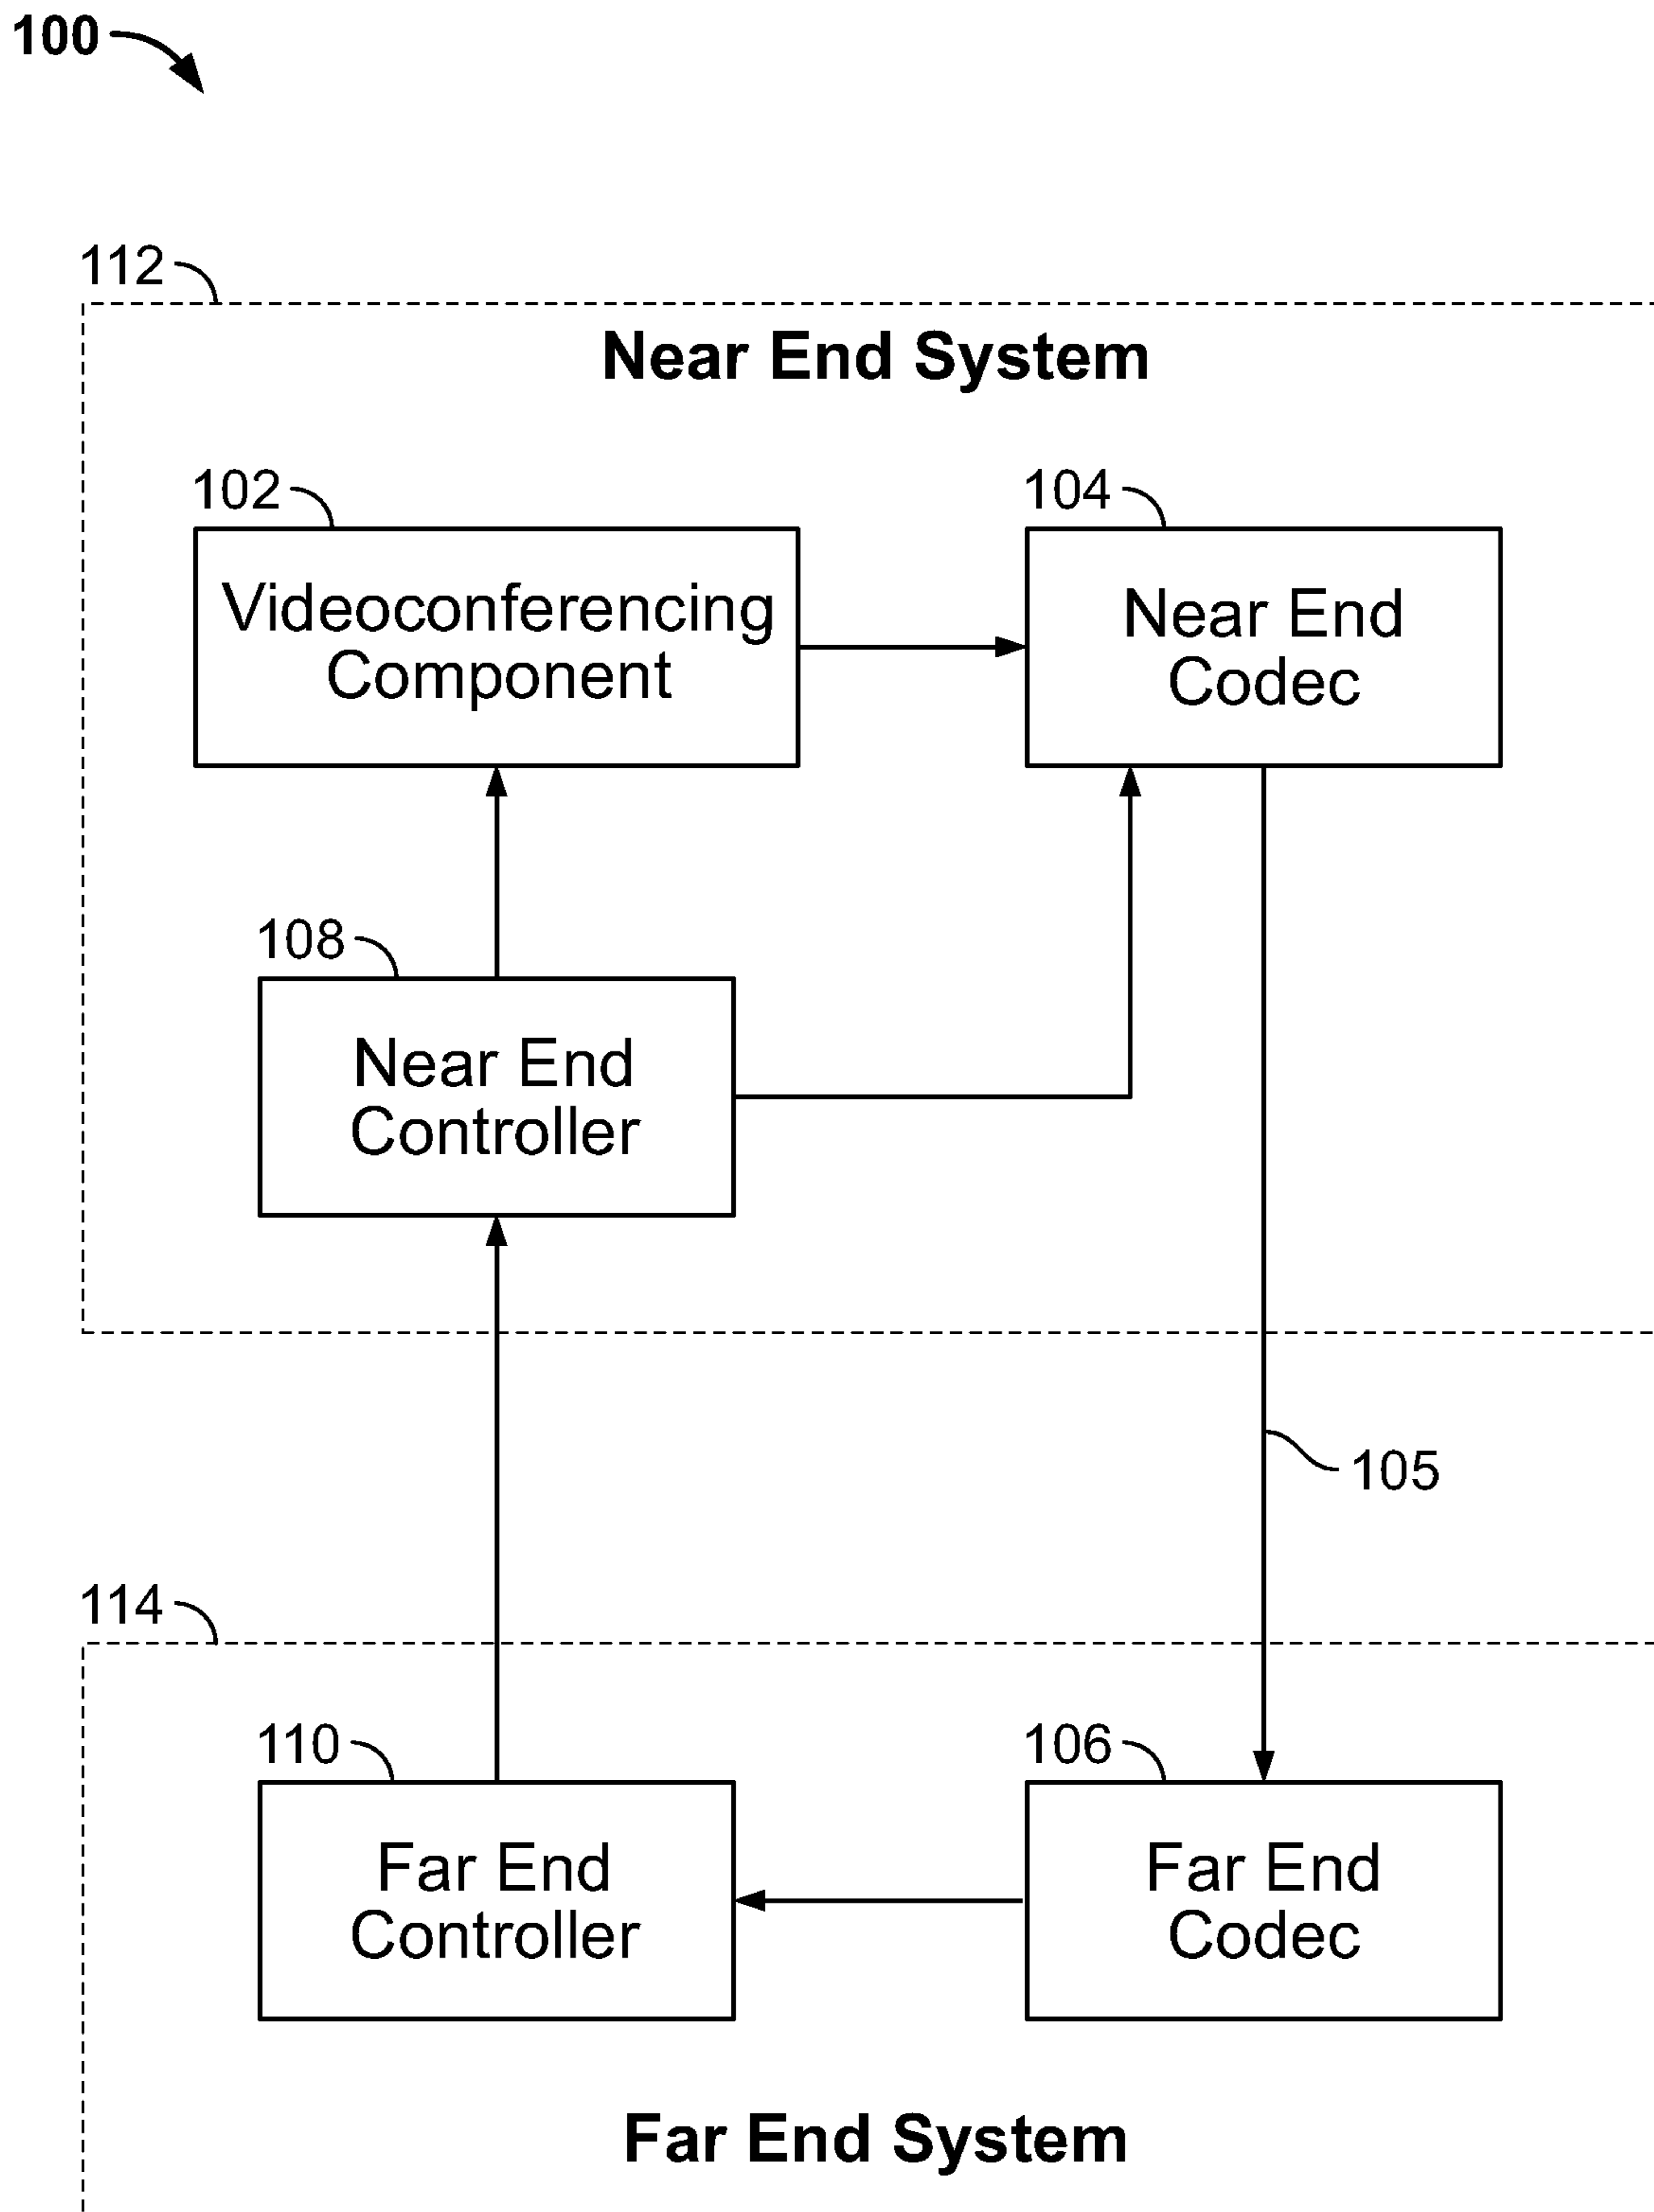 100
112
Near End System
102
104
Videoconferencing
Component
Near End
Codec
108
Near End
Controller
105
114
110
106
Far End
Controller
Far End
Codec
Far End System